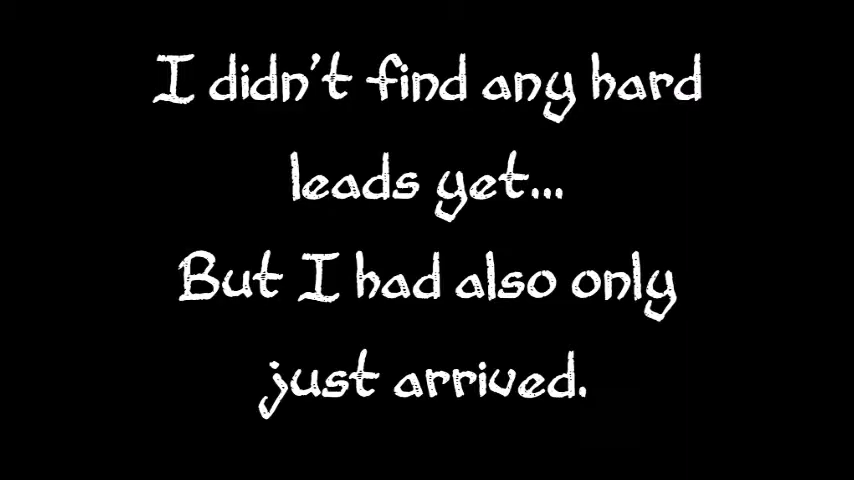 I didn't find any hard
leads yet...
But I had also only
just arrived.